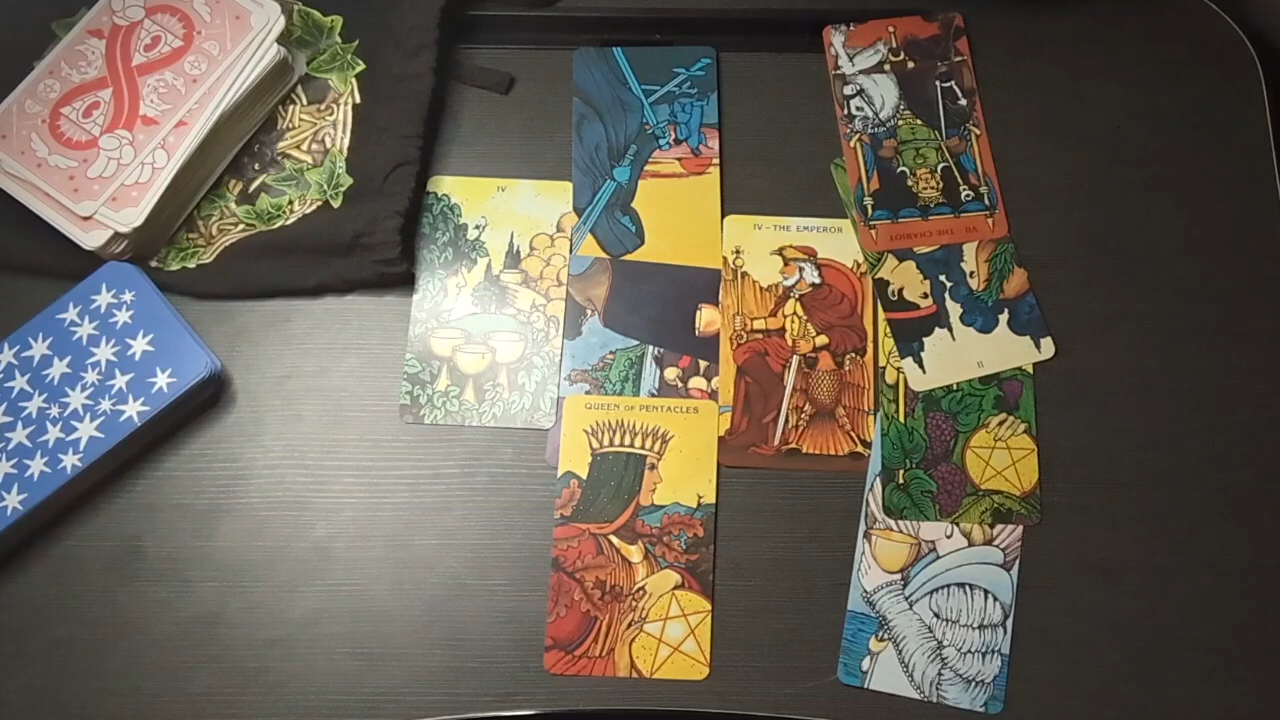 IV
IV-THE EMPEROR
VII - THE CHARIOT
II
QUEEN OF PENTACLES